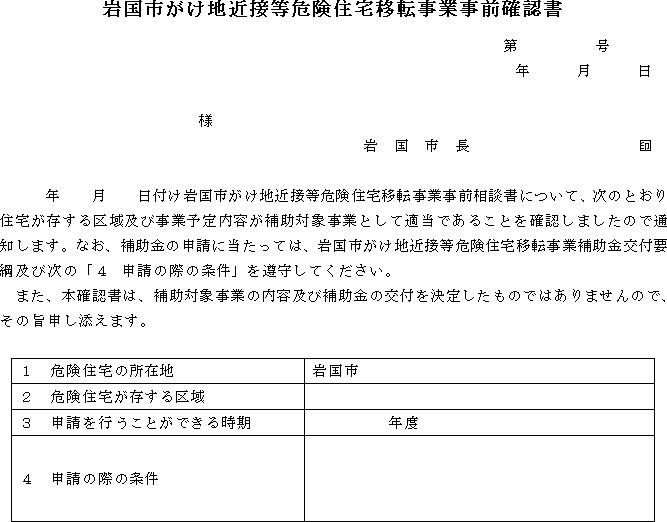 岩国市がけ地近接等危険住宅移転事業事前確認書
第　　　　　号
年　　　月　　　日
様
岩　国　市　長　　　　　　　　　　　印
年　　月　　日付け岩国市がけ地近接等危険住宅移転事業事前相談書について、次のとおり
住宅が存する区域及び事業予定内容が補助対象事業として適当であることを確認しましたので通
知します。なお、補助金の申請に当たっては、岩国市がけ地近接等危険住宅移転事業補助金交付要
綱及び次の「４　申請の際の条件」を遵守してください。
また、本確認書は、補助対象事業の内容及び補助金の交付を決定したものではありませんので、
その旨申し添えます。
１　危険住宅の所在地　岩国市
２　危険住宅が存する区域
３　申請を行うことができる時期　年度
４　申請の際の条件